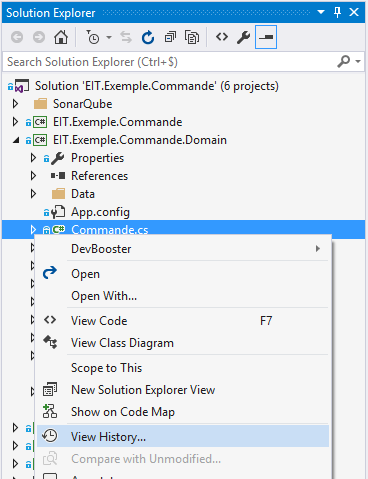 Solution Explorer
Search Solution Explorer (Ctrl+$)
Solution 'EIT.Exemple.Commande' (6 projects)
SonarQube
C# EIT.Exemple.Commande
C# EIT.Exemple.Commande.Domain
Properties
References
Data
App.config
C# Commande.cs
DevBooster
Open
Open With...
View Code F7
View Class Diagram
Scope to This
New Solution Explorer View
Show on Code Map
View History...
Compare with Unmodified...